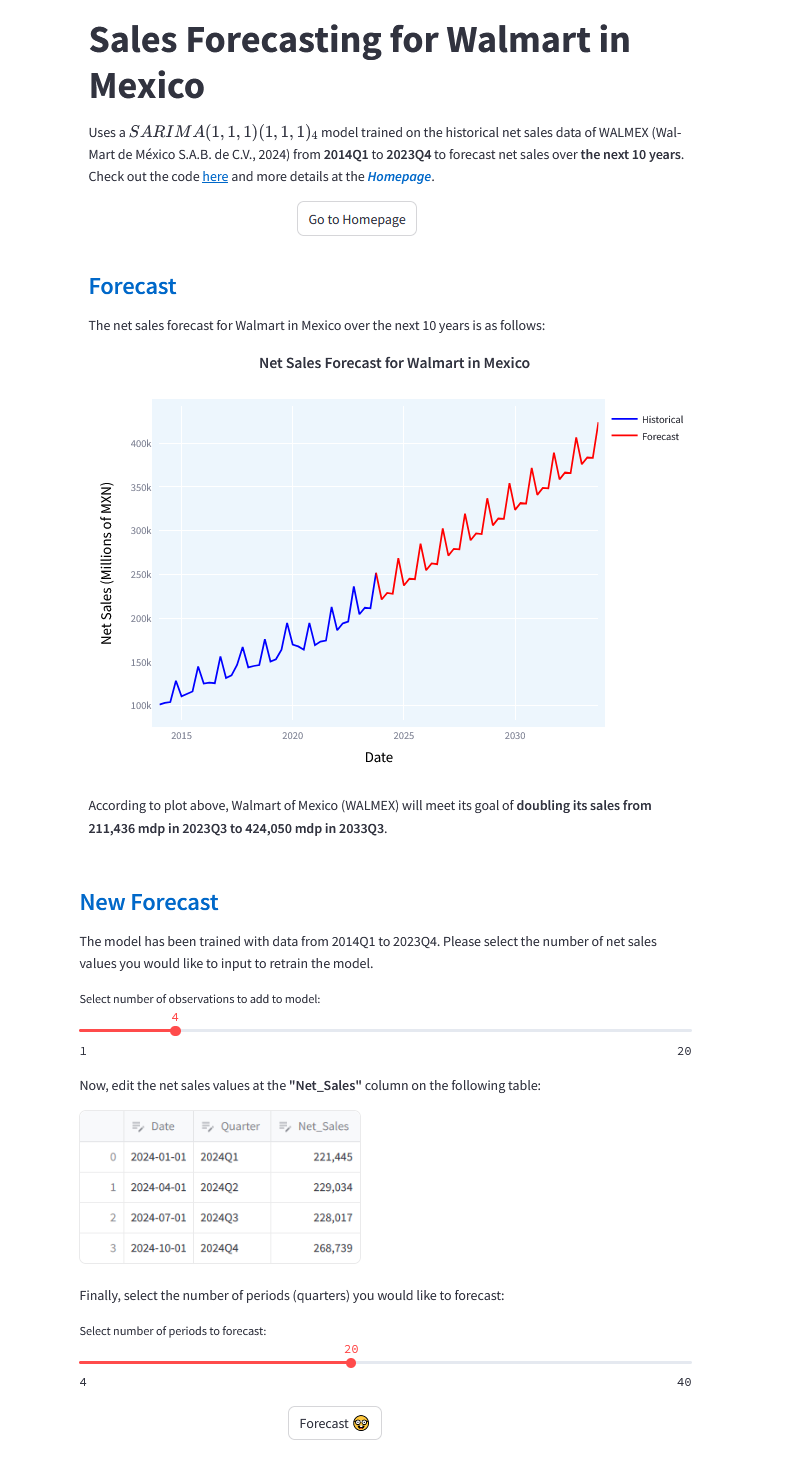 Sales Forecasting for Walmart in
Mexico
Uses a SARIMA(1, 1, 1)(1, 1, 1)₄ model trained on the historical net sales data of WALMEX (Wal-
Mart de México S.A.B. de C.V., 2024) from 2014Q1 to 2023Q4 to forecast net sales over the next 10 years.
Check out the code here and more details at the Homepage.
Go to Homepage
Forecast
The net sales forecast for Walmart in Mexico over the next 10 years is as follows:
Net Sales Forecast for Walmart in Mexico
Historical
Forecast
400k
350k
300k
250k
200k
150k
100k
Net Sales (Millions of MXN)
2015 2020 2025 2030
Date
According to plot above, Walmart of Mexico (WALMEX) will meet its goal of doubling its sales from
211,436 mdp in 2023Q3 to 424,050 mdp in 2033Q3.
New Forecast
The model has been trained with data from 2014Q1 to 2023Q4. Please select the number of net sales
values you would like to input to retrain the model.
Select number of observations to add to model:
4
1 20
Now, edit the net sales values at the "Net_Sales" column on the following table:
Date Quarter Net_Sales
0 2024-01-01 2024Q1 221,445
1 2024-04-01 2024Q2 229,034
2 2024-07-01 2024Q3 228,017
3 2024-10-01 2024Q4 268,739
Finally, select the number of periods (quarters) you would like to forecast:
Select number of periods to forecast:
20
4 40
Forecast 🤓